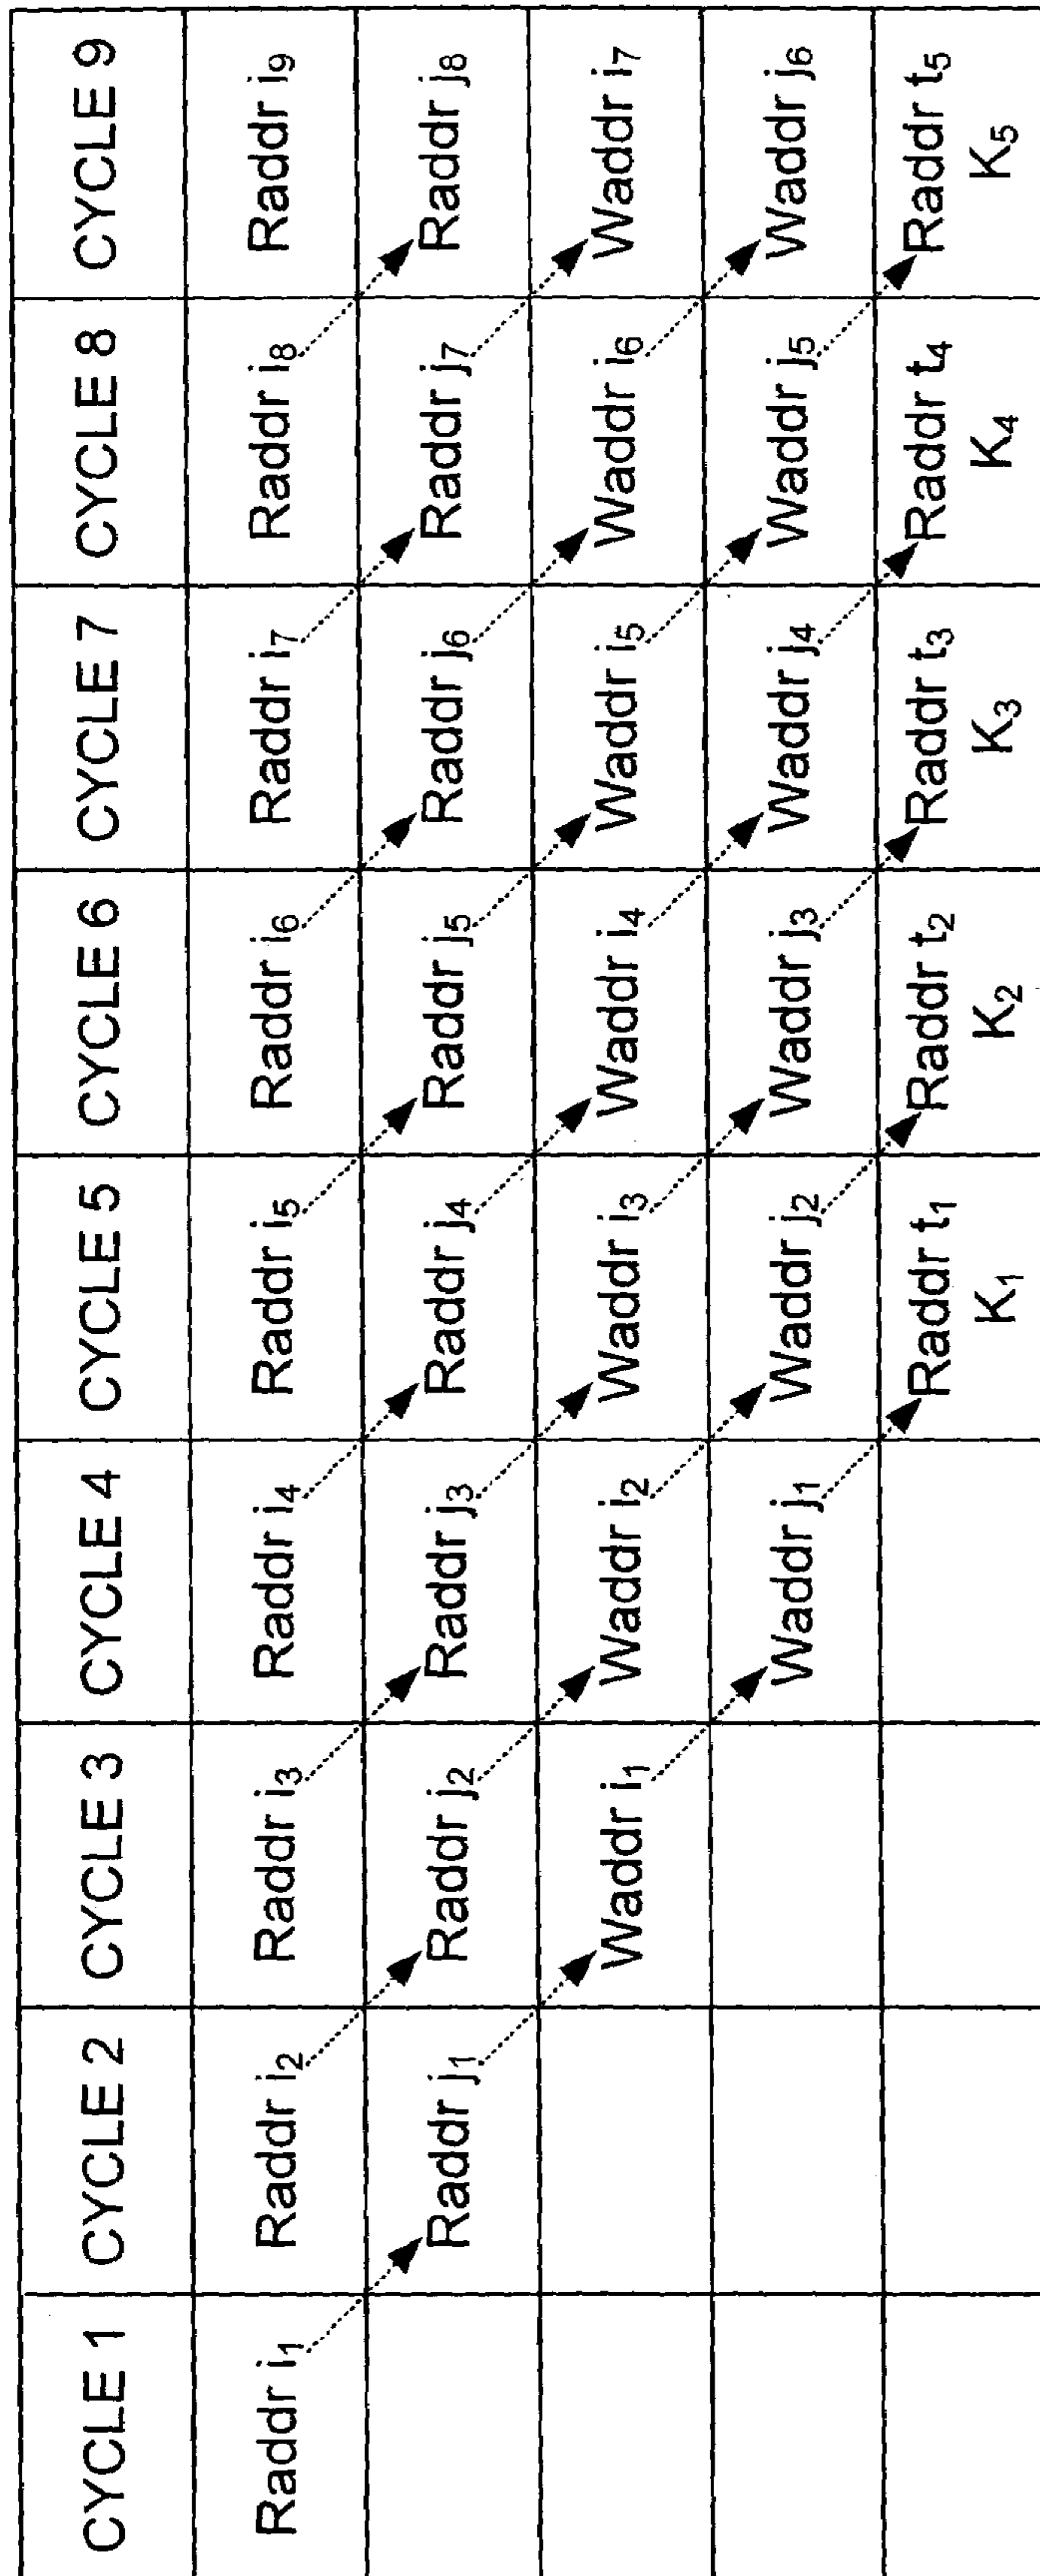 CYCLE 1 CYCLE 2 CYCLE 3 CYCLE 4 CYCLE 5 CYCLE 6 CYCLE 7 CYCLE 8 CYCLE 9
Raddr i₁ Raddr i₂ Raddr i₃ Raddr i₄ Raddr i₅ Raddr i₆ Raddr i₇ Raddr i₈ Raddr i₉
Raddr j₁ Raddr j₂ Raddr j₃ Raddr j₄ Raddr j₅ Raddr j₆ Raddr j₇ Raddr j₈
Waddr i₁ Waddr i₂ Waddr i₃ Waddr i₄ Waddr i₅ Waddr i₆ Waddr i₇
Waddr j₁ Waddr j₂ Waddr j₃ Waddr j₄ Waddr j₅ Waddr j₆
Raddr t₁ Raddr t₂ Raddr t₃ Raddr t₄ Raddr t₅
K₁ K₂ K₃ K₄ K₅